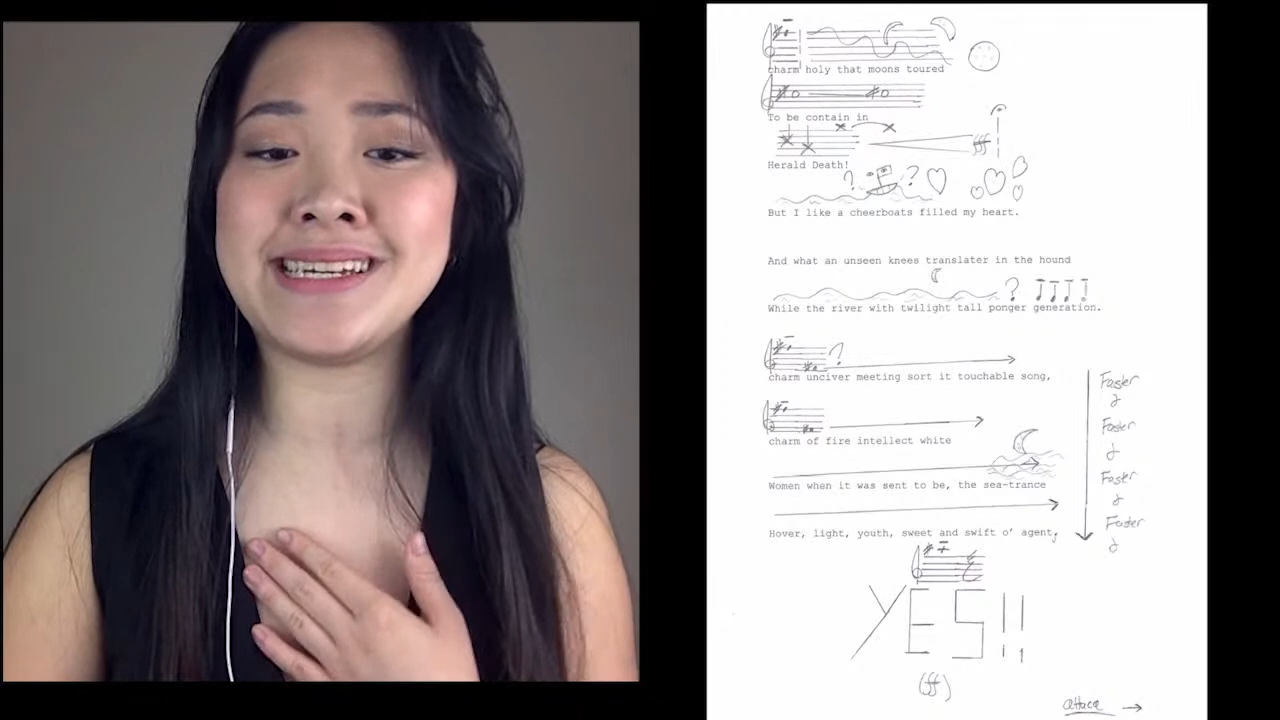 charm holy that moons toured
To be contain in
fff
Herald Death!
? ?
But I like a cheerboats filled my heart.
And what an unseen knees translater in the hound
?
While the river with twilight tall ponger generation.
?
charm unciver meeting sort it touchable song,
Faster
&
charm of fire intellect white
Faster
&
Women when it was sent to be, the sea-trance
Faster
&
Hover, light, youth, sweet and swift o' agent,
Faster
&
YES!!
(ff)
attaca